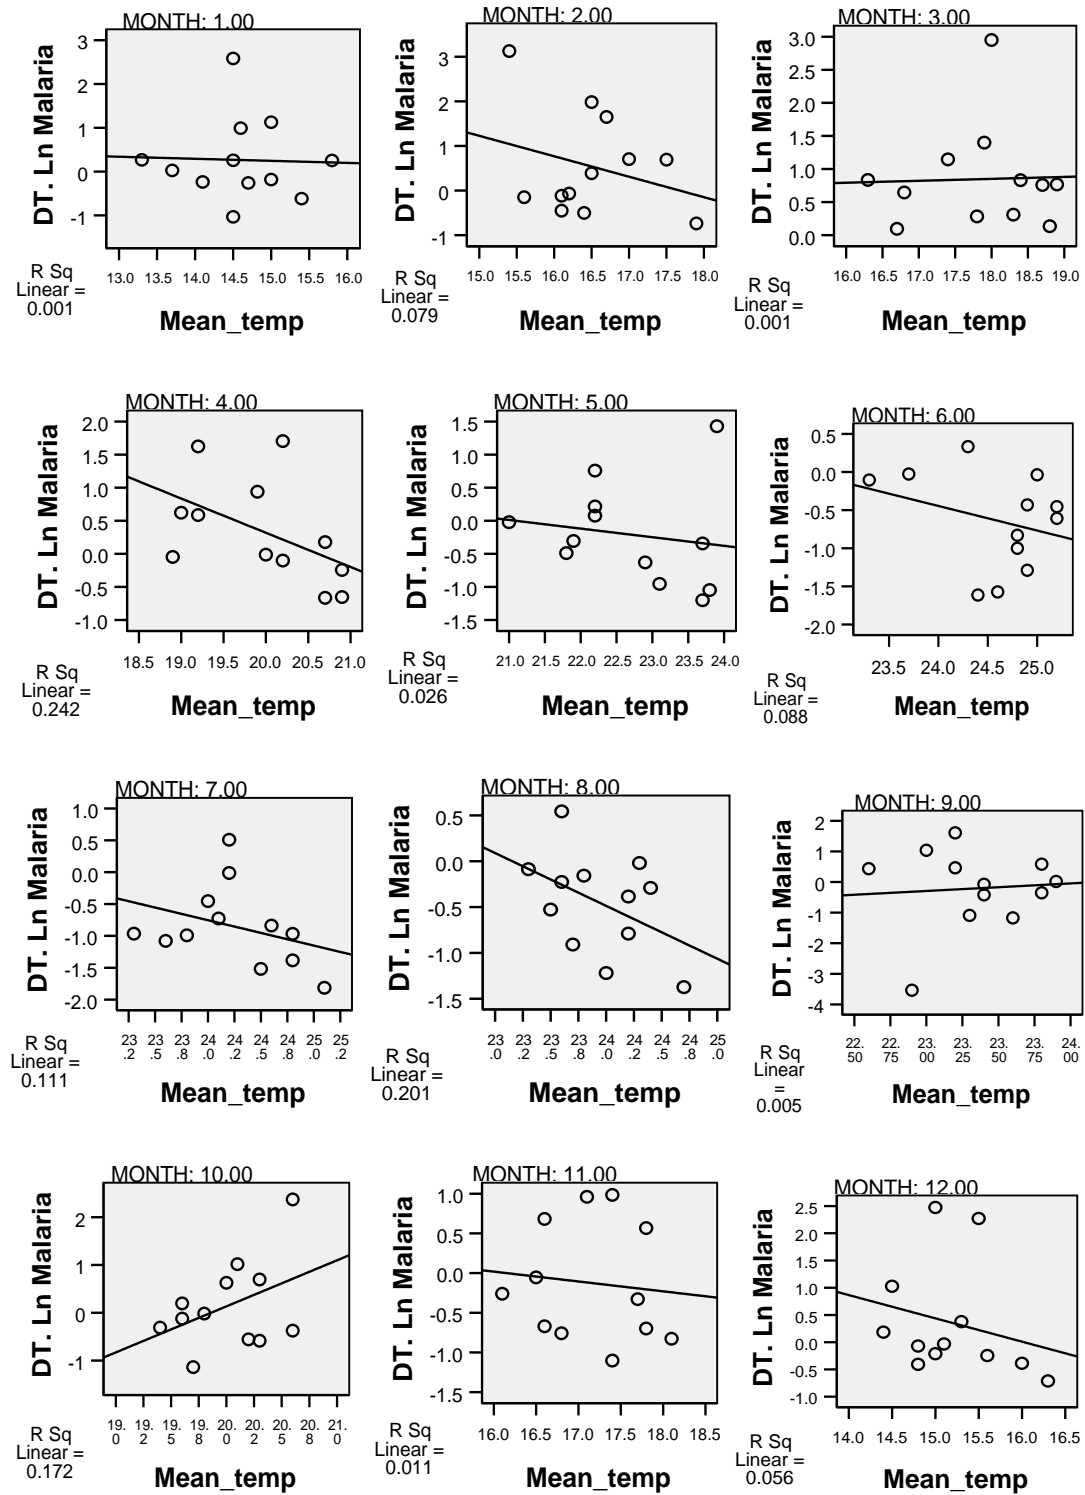 MONTH: 1.00
DT. Ln Malaria
3
2
1
0
-1
13.0 13.5 14.0 14.5 15.0 15.5 16.0
R Sq
Linear =
0.001
Mean_temp
MONTH: 2.00
DT. Ln Malaria
3
2
1
0
-1
15.0 15.5 16.0 16.5 17.0 17.5 18.0
R Sq
Linear =
0.079
Mean_temp
MONTH: 3.00
DT. Ln Malaria
3.0
2.5
2.0
1.5
1.0
0.5
0.0
16.0 16.5 17.0 17.5 18.0 18.5 19.0
R Sq
Linear =
0.001
Mean_temp
MONTH: 4.00
DT. Ln Malaria
2.0
1.5
1.0
0.5
0.0
-0.5
-1.0
18.5 19.0 19.5 20.0 20.5 21.0
R Sq
Linear =
0.242
Mean_temp
MONTH: 5.00
DT. Ln Malaria
1.5
1.0
0.5
0.0
-0.5
-1.0
-1.5
21.0 21.5 22.0 22.5 23.0 23.5 24.0
R Sq
Linear =
0.026
Mean_temp
MONTH: 6.00
DT. Ln Malaria
0.5
0.0
-0.5
-1.0
-1.5
-2.0
23.5 24.0 24.5 25.0
R Sq
Linear =
0.088
Mean_temp
MONTH: 7.00
DT. Ln Malaria
1.0
0.5
0.0
-0.5
-1.0
-1.5
-2.0
23 23 23 24 24 24 24 25 25
.2 .5 .8 .0 .2 .5 .8 .0 .2
R Sq
Linear =
0.111
Mean_temp
MONTH: 8.00
DT. Ln Malaria
0.5
0.0
-0.5
-1.0
-1.5
23 23 23 23 24 24 24 24 25
.0 .2 .5 .8 .0 .2 .5 .8 .0
R Sq
Linear =
0.201
Mean_temp
MONTH: 9.00
DT. Ln Malaria
2
1
0
-1
-2
-3
-4
22. 22. 23. 23. 23. 23. 24.
50 75 00 25 50 75 00
R Sq
Linear
=
0.005
Mean_temp
MONTH: 10.00
DT. Ln Malaria
2
1
0
-1
19. 19. 19. 19. 20. 20. 20. 20. 21.
0 2 5 8 0 2 5 8 0
R Sq
Linear =
0.172
Mean_temp
MONTH: 11.00
DT. Ln Malaria
1.0
0.5
0.0
-0.5
-1.0
-1.5
16.0 16.5 17.0 17.5 18.0 18.5
R Sq
Linear =
0.011
Mean_temp
MONTH: 12.00
DT. Ln Malaria
2.5
2.0
1.5
1.0
0.5
0.0
-0.5
-1.0
14.0 14.5 15.0 15.5 16.0 16.5
R Sq
Linear =
0.056
Mean_temp